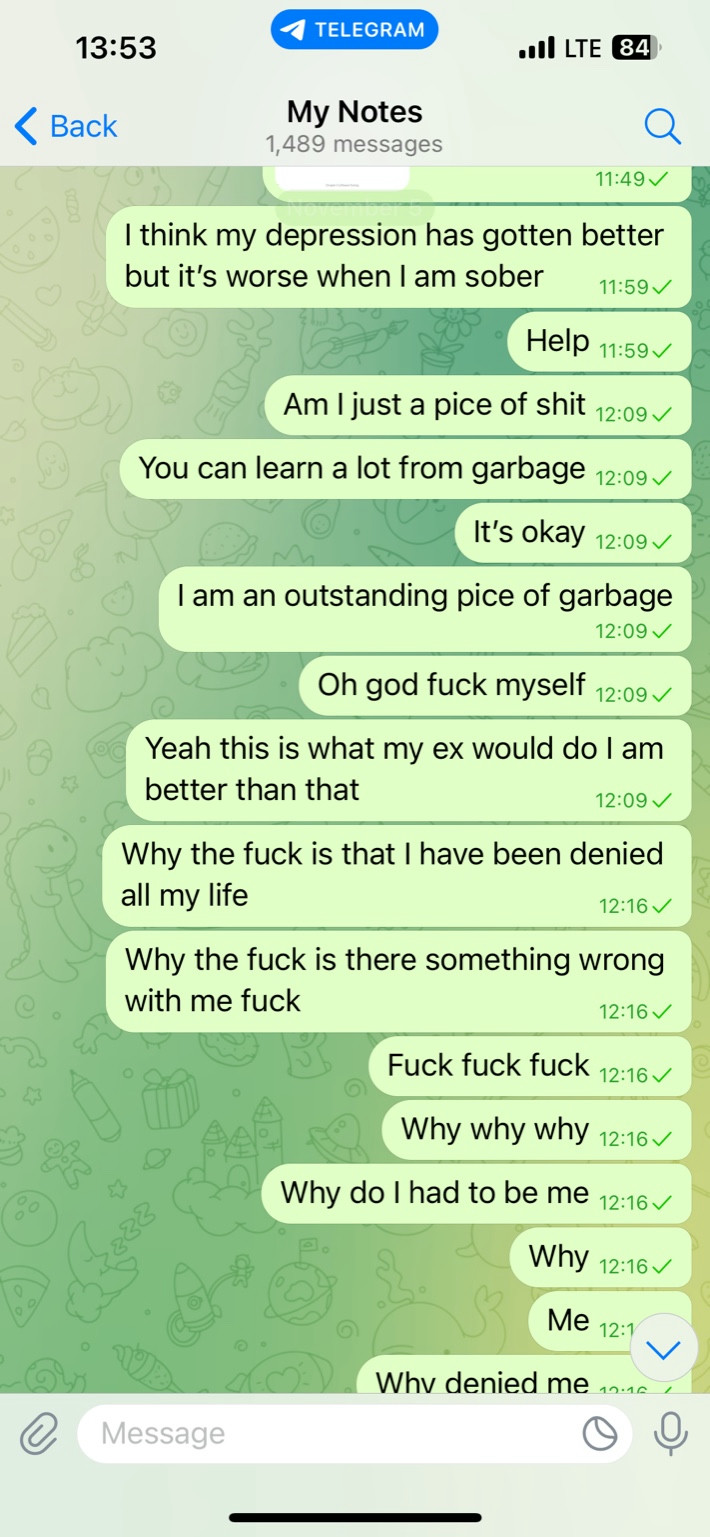 13:53
TELEGRAM
LTE
84
Back
My Notes
1,489 messages
11:49
November 5
I think my depression has gotten better
but it’s worse when I am sober
11:59
Help
11:59
Am I just a pice of shit
12:09
You can learn a lot from garbage
12:09
It’s okay
12:09
I am an outstanding pice of garbage
12:09
Oh god fuck myself
12:09
Yeah this is what my ex would do I am
better than that
12:09
Why the fuck is that I have been denied
all my life
12:16
Why the fuck is there something wrong
with me fuck
12:16
Fuck fuck fuck
12:16
Why why why
12:16
Why do I had to be me
12:16
Why
12:16
Me
Why denied me
12:16
Message